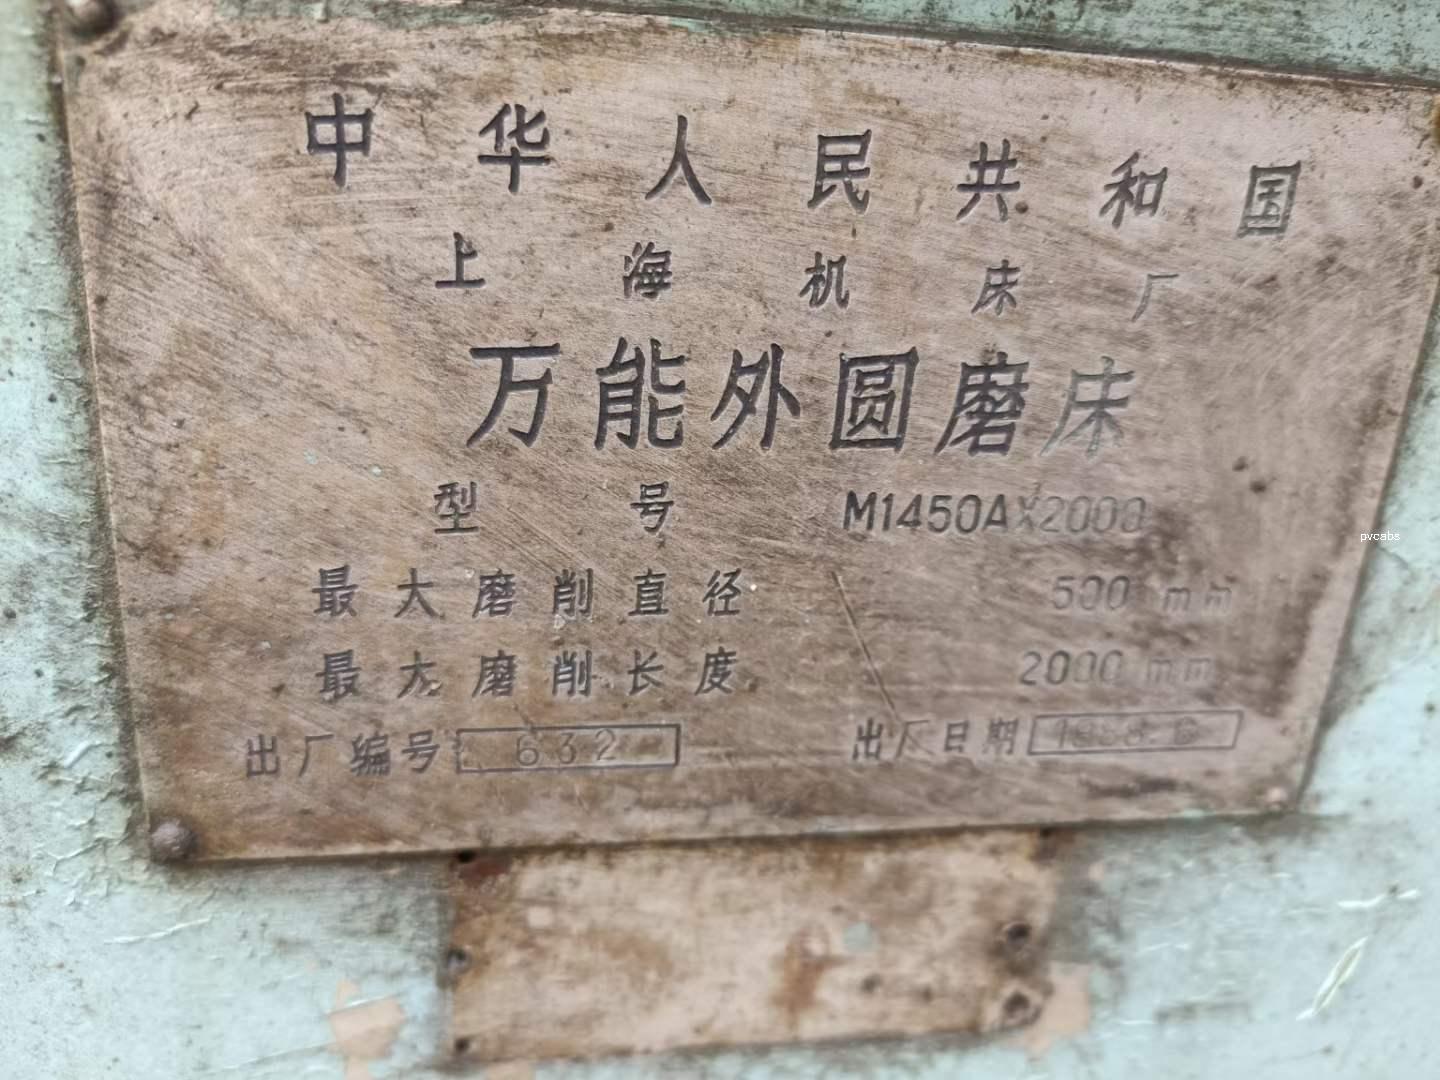 中华人民共和国
上海机床厂
万能外圆磨床
型号 M1450AX2000
最大磨削直径 500 mm
最大磨削长度 2000 mm
出厂编号 632 出厂日期
pvcabs